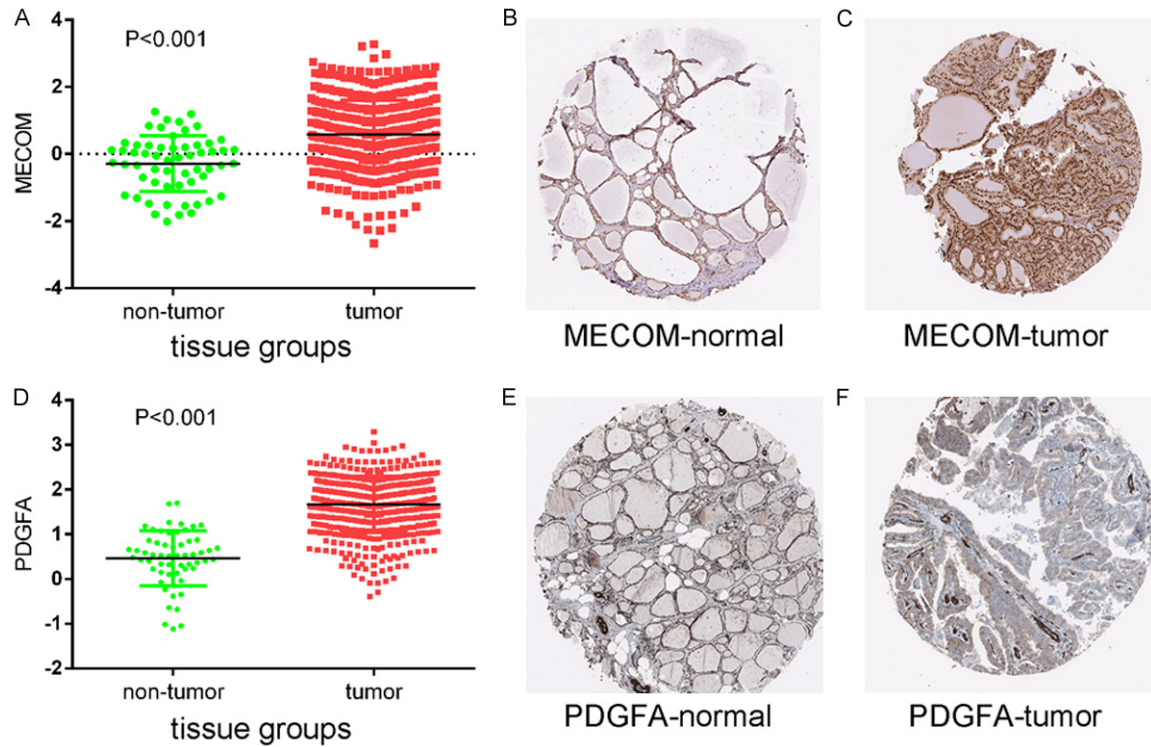 A
MECOM
4
2
0
-2
-4
P<0.001
non-tumor
tumor
tissue groups
B
MECOM-normal
C
MECOM-tumor
D
PDGFA
4
3
2
1
0
-1
-2
P<0.001
non-tumor
tumor
tissue groups
E
PDGFA-normal
F
PDGFA-tumor